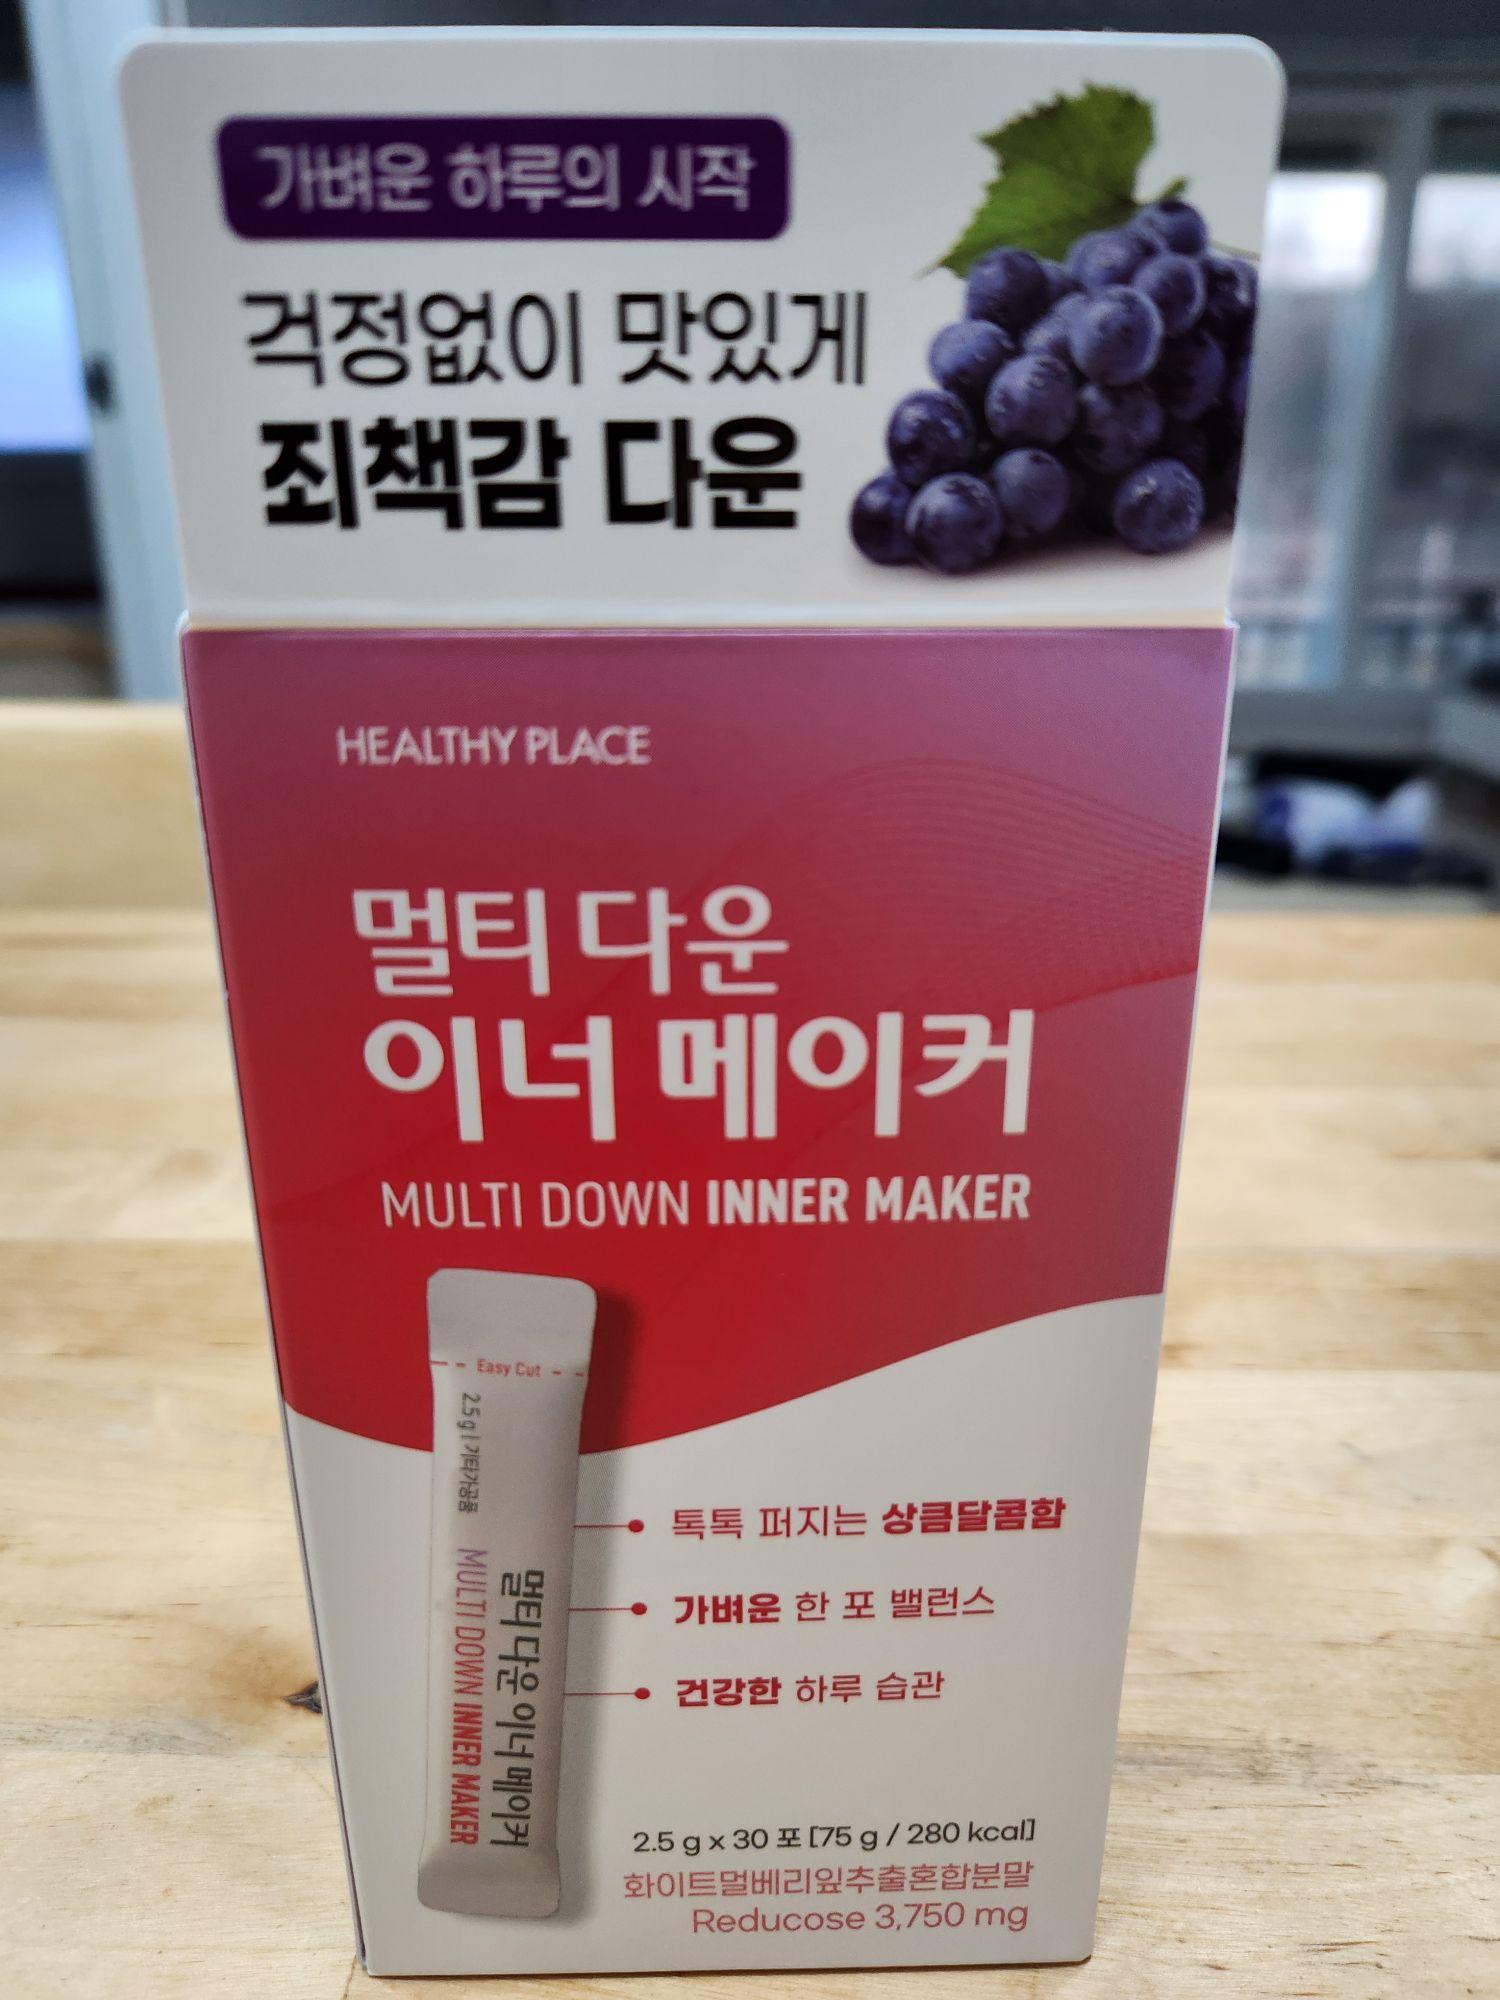 가벼운 하루의 시작
걱정없이 맛있게
죄책감 다운
HEALTHY PLACE
멀티 다운
이너 메이커
MULTI DOWN INNER MAKER
- - Easy Cut - -
2.5 g | 기타가공품
멀티 다운 이너 메이커
MULTI DOWN INNER MAKER
톡톡 퍼지는 상큼달콤함
가벼운 한 포 밸런스
건강한 하루 습관
2.5 g x 30 포 [75 g / 280 kcal]
화이트멀베리잎추출혼합분말
Reducose 3,750 mg